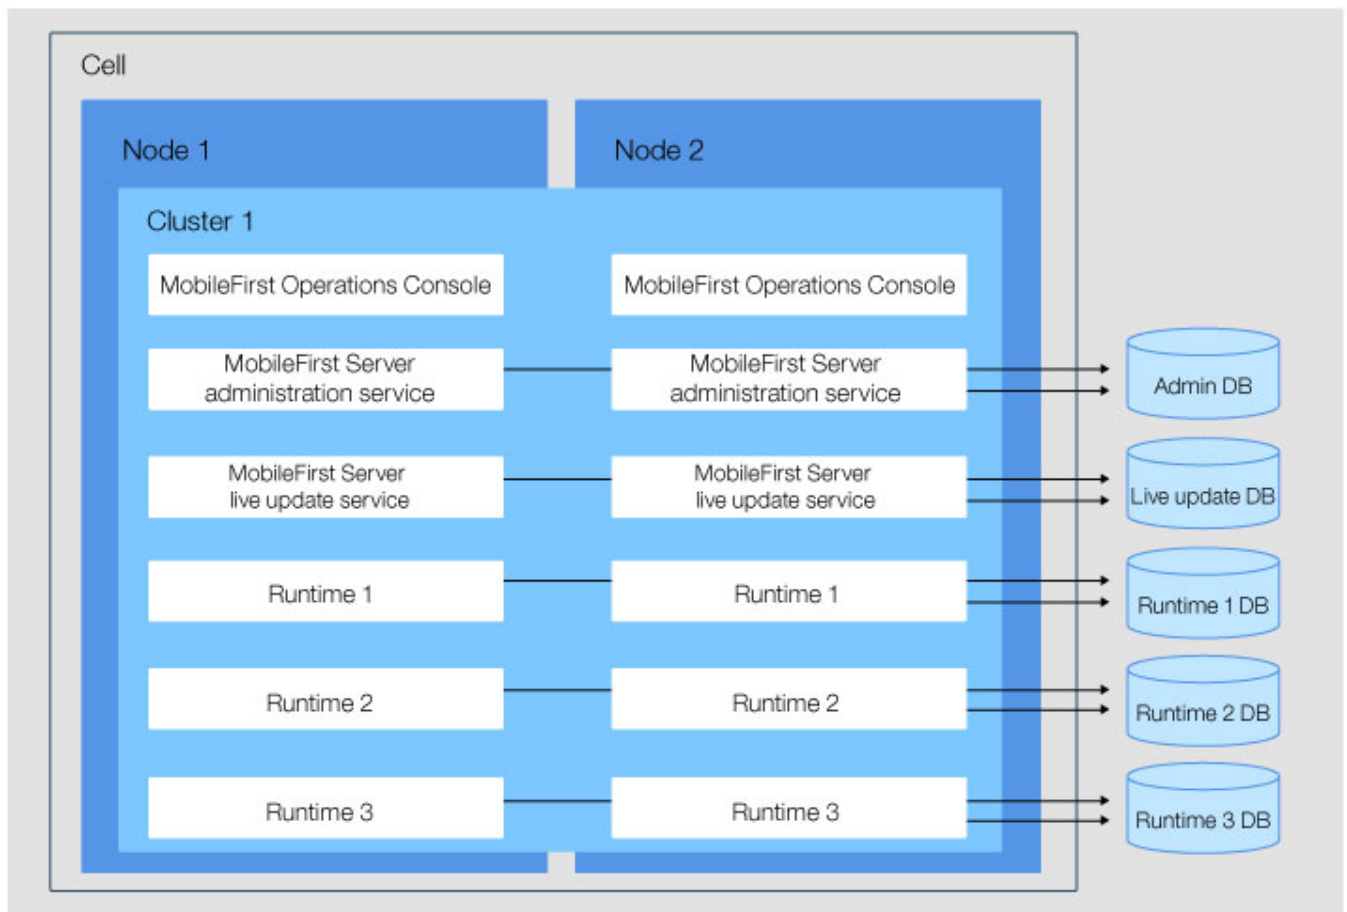 Cell
Node 1
Node 2
Cluster 1
MobileFirst Operations Console
MobileFirst Operations Console
MobileFirst Server
administration service
MobileFirst Server
administration service
Admin DB
MobileFirst Server
live update service
MobileFirst Server
live update service
Live update DB
Runtime 1
Runtime 1
Runtime 1 DB
Runtime 2
Runtime 2
Runtime 2 DB
Runtime 3
Runtime 3
Runtime 3 DB